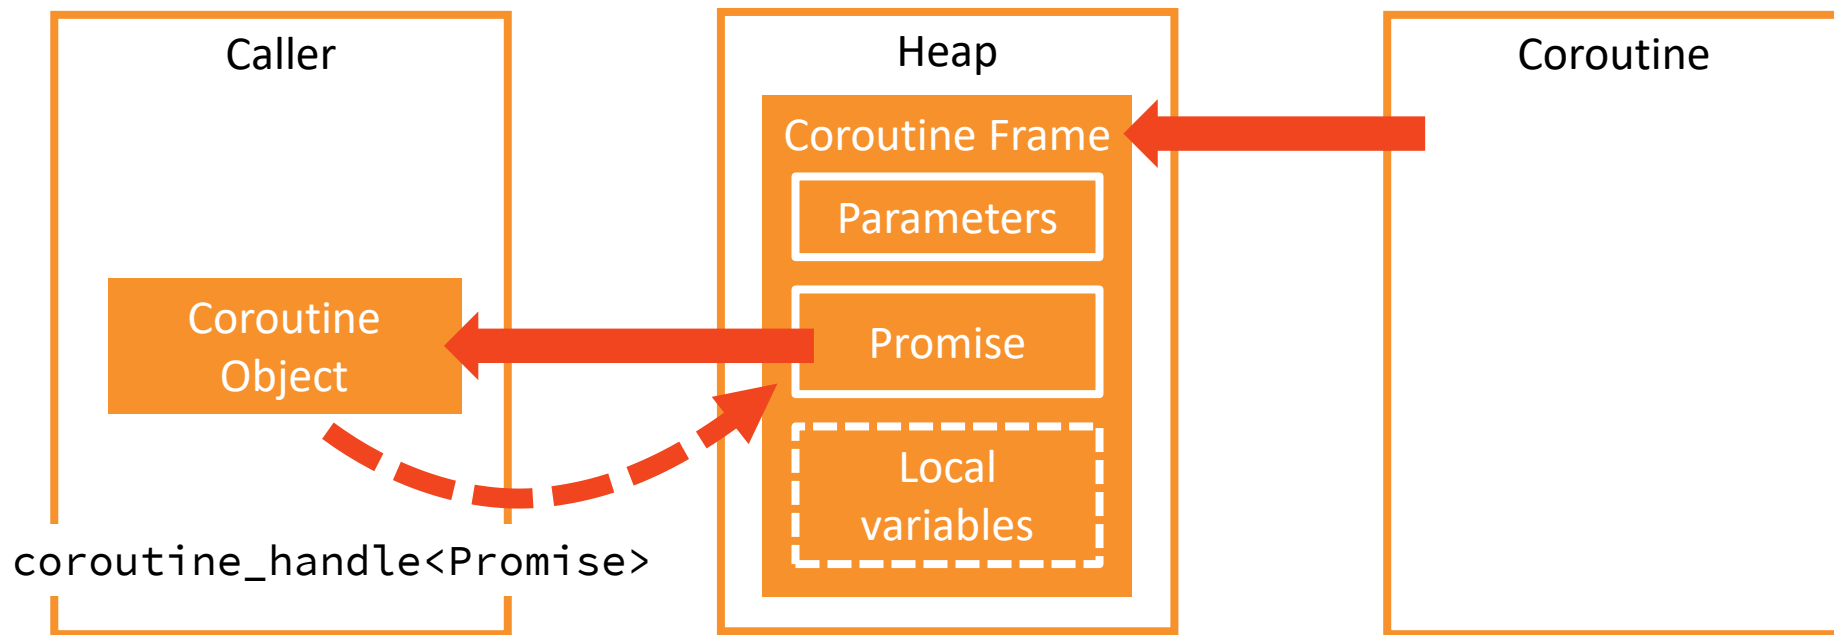 Caller
Heap
Coroutine
Coroutine Frame
Parameters
Coroutine
Object
Promise
Local
variables
coroutine_handle<Promise>